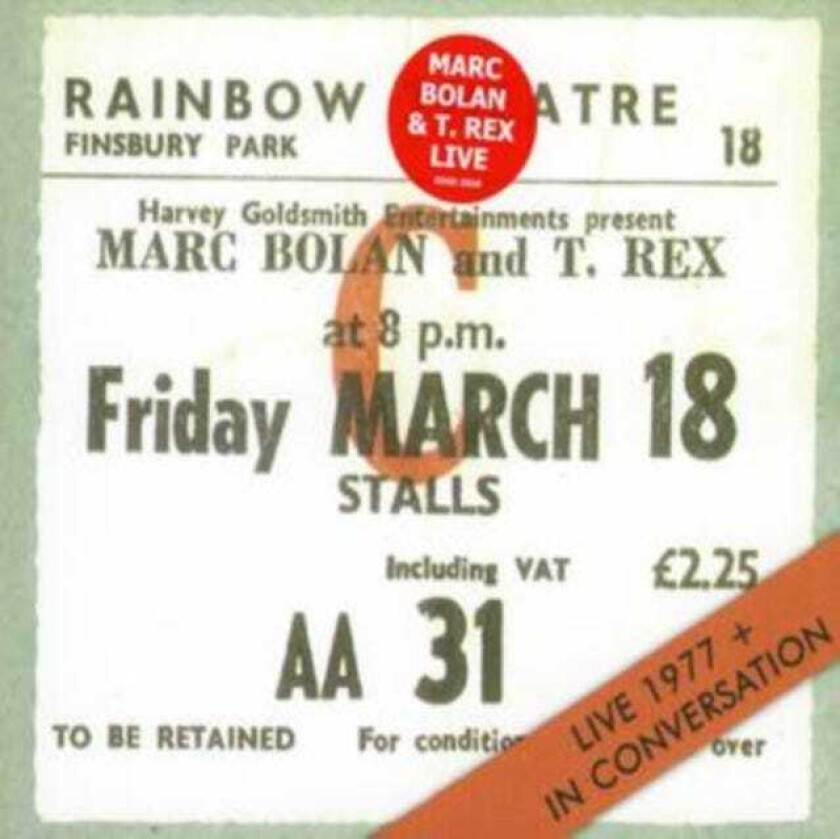 RAINBOW ATRE
FINSBURY PARK
18
MARC
BOLAN
& T. REX
LIVE
Harvey Goldsmith Entertainments present
MARC BOLAN and T. REX
C
at 8 p.m.
Friday MARCH 18
STALLS
Including VAT £2.25
AA 31
TO BE RETAINED For conditio over
LIVE 1977 +
IN CONVERSATION